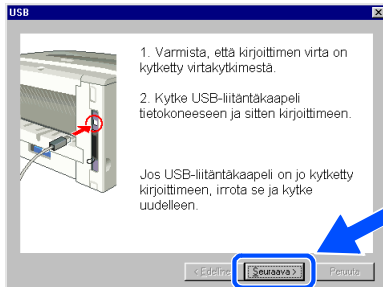 USB
1. Varmista, että kirjoittimen virta on
kytketty virtakytkimestä.
2. Kytke USB-liitäntäkaapeli
tietokoneeseen ja sitten kirjoittimeen.
Jos USB-liitäntäkaapeli on jo kytketty
kirjoittimeen, irrota se ja kytke
uudelleen.
< Edelline Seuraava > Peruuta